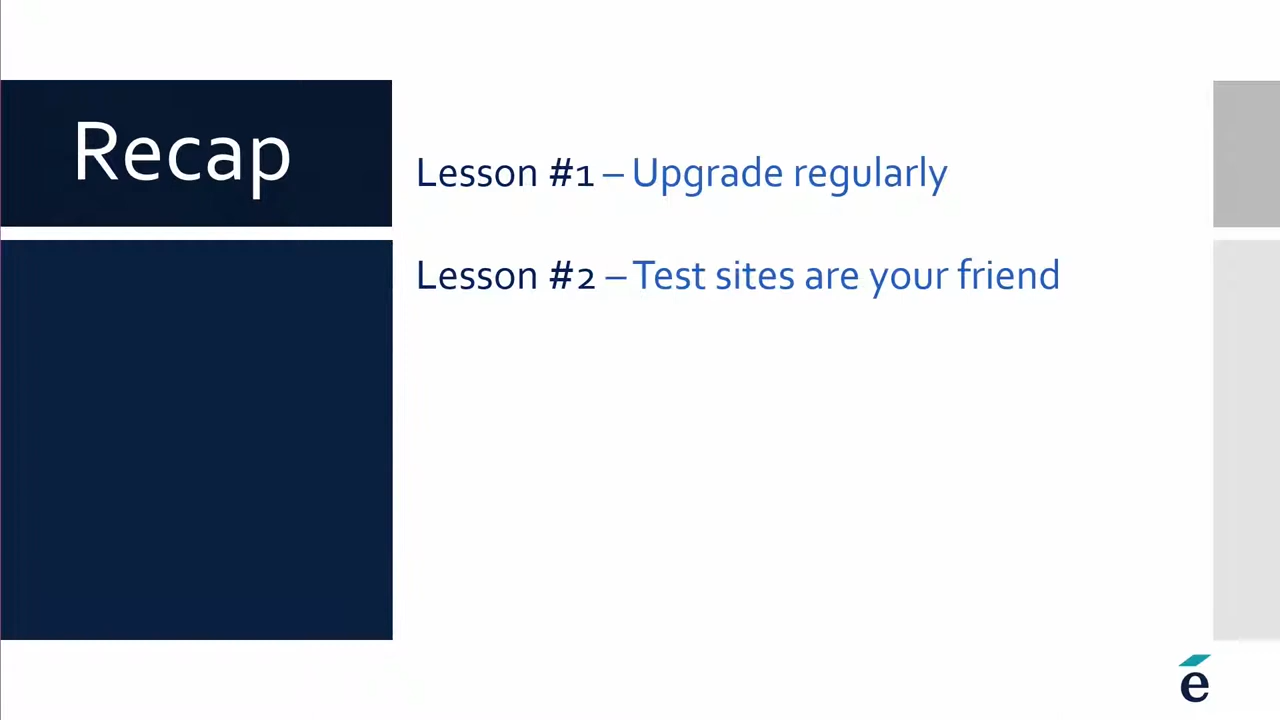 Recap
Lesson #1 – Upgrade regularly
Lesson #2 – Test sites are your friend
é